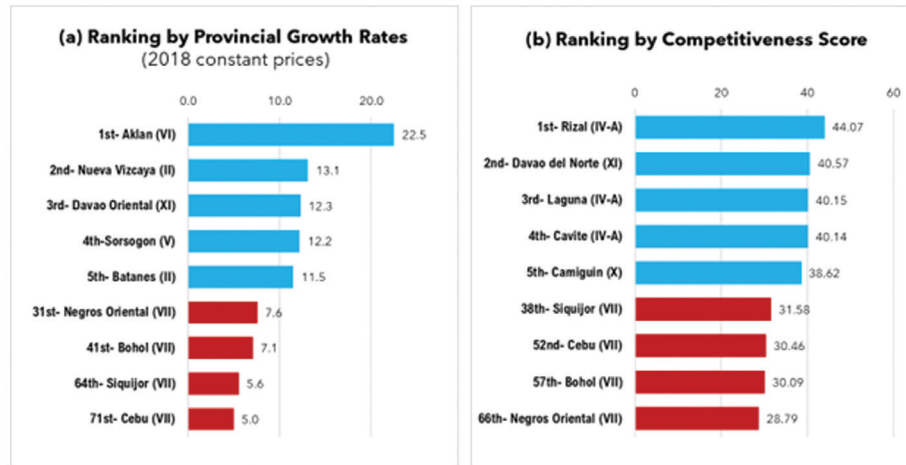 (a) Ranking by Provincial Growth Rates
(2018 constant prices)
0.0 10.0 20.0
1st- Aklan (VI) 22.5
2nd- Nueva Vizcaya (II) 13.1
3rd- Davao Oriental (XI) 12.3
4th-Sorsogon (V) 12.2
5th- Batanes (II) 11.5
31st- Negros Oriental (VII) 7.6
41st- Bohol (VII) 7.1
64th- Siquijor (VII) 5.6
71st- Cebu (VII) 5.0
(b) Ranking by Competitiveness Score
0 20 40 60
1st- Rizal (IV-A) 44.07
2nd- Davao del Norte (XI) 40.57
3rd- Laguna (IV-A) 40.15
4th- Cavite (IV-A) 40.14
5th- Camiguin (X) 38.62
38th- Siquijor (VII) 31.58
52nd- Cebu (VII) 30.46
57th- Bohol (VII) 30.09
66th- Negros Oriental (VII) 28.79